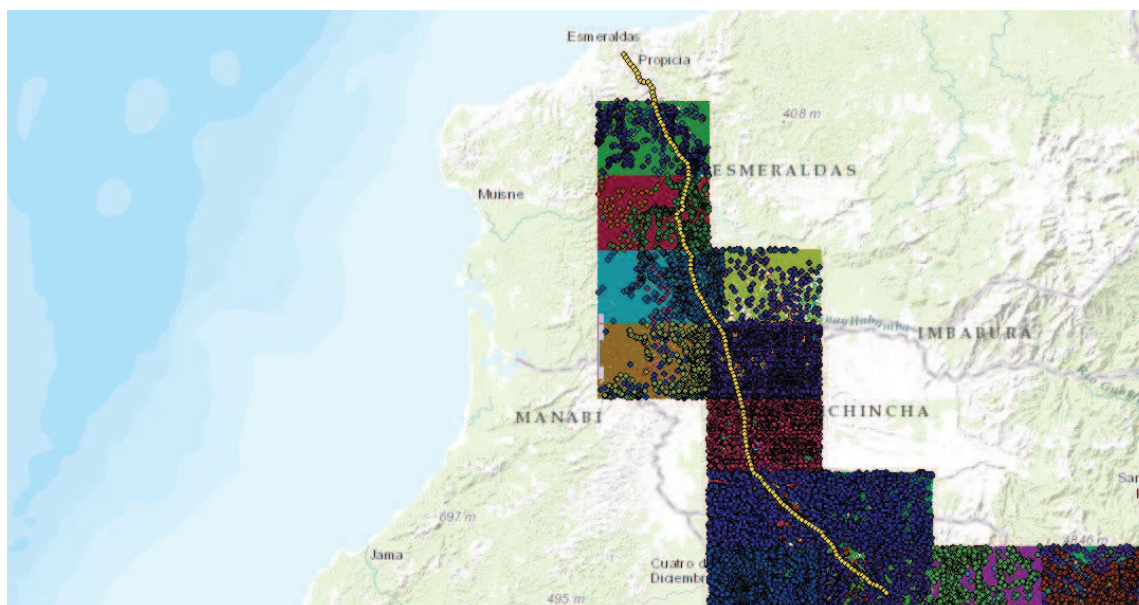 Esmeraldas
Propicia
408 m
ESMERALDAS
Muisne
IMBABURA
MANABI
CHINCHA
697 m
Jama
4846 m
Cuatro d
Diciembr
495 m